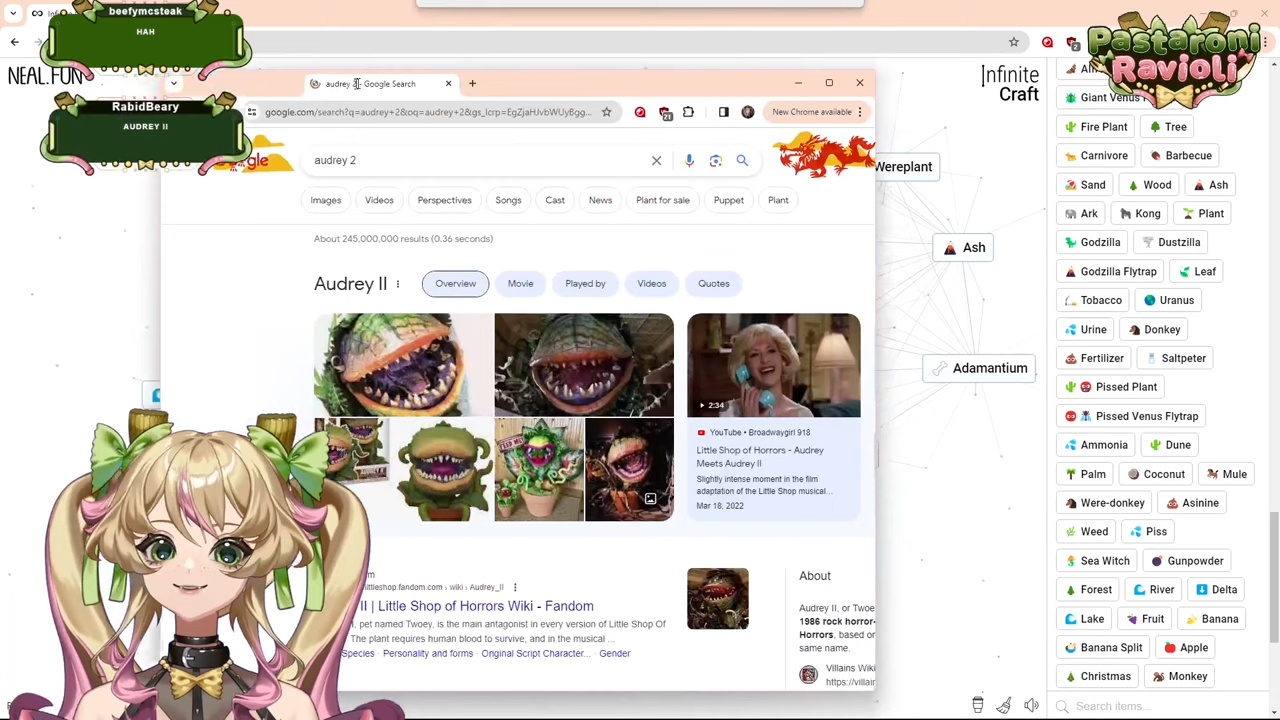 beefymcsteak
HAH
RabidBeary
AUDREY II
NEAL.FUN
Pastaroni
Ravioli
Infinite
Craft
audrey
Google Search
google.com/search?q=audrey+2&oq=audrey+2&gs_lcrp=EgZjaHUvbWUyBgg...
21
New Chrome available
2
audrey 2
Images
Videos
Perspectives
Songs
Cast
News
Plant for sale
Puppet
Plant
About 245,000,000 results (0.36 seconds)
Audrey II
Overview
Movie
Played by
Videos
Quotes
2:34
YouTube • Broadwaygirl 918
Little Shop of Horrors - Audrey
Meets Audrey II
Slightly intense moment in the film
adaptation of the Little Shop musical...
Mar 18, 2022
littleshop.fandom.com › wiki › Audrey_II
II | Little Shop of Horrors Wiki - Fandom
, pet named Twoey, is the main antagonist in every version of Little Shop Of
The plant requires human blood to survive, and in the musical ...
Species · Personality and forms · Original Script Character... · Gender
About
Audrey II, or Twoe
1986 rock horror-
Horrors, based on
same name.
Villains Wiki
https://villain
Wereplant
Ash
Adamantium
Giant Venus F
Fire Plant
Tree
Carnivore
Barbecue
Sand
Wood
Ash
Ark
Kong
Plant
Godzilla
Dustzilla
Godzilla Flytrap
Leaf
Tobacco
Uranus
Urine
Donkey
Fertilizer
Saltpeter
Pissed Plant
Pissed Venus Flytrap
Ammonia
Dune
Palm
Coconut
Mule
Were-donkey
Asinine
Weed
Piss
Sea Witch
Gunpowder
Forest
River
Delta
Lake
Fruit
Banana
Banana Split
Apple
Christmas
Monkey
Search items...